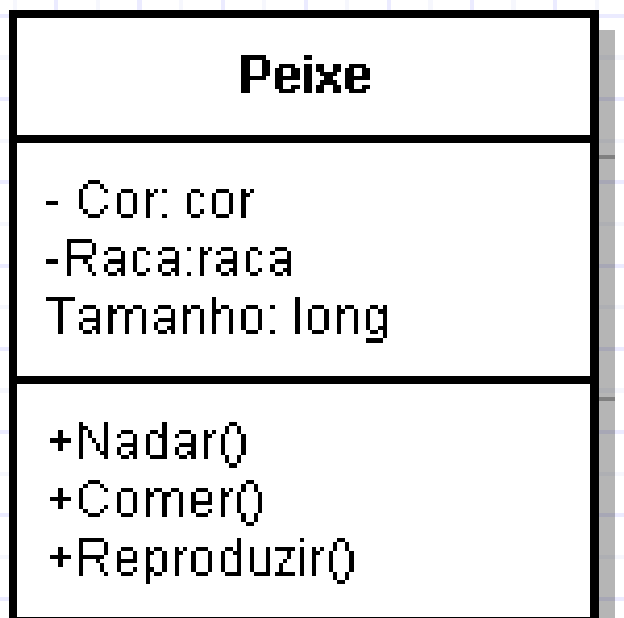 Peixe
- Cor: cor
-Raca:raca
Tamanho: long
+Nadar()
+Comer()
+Reproduzir()